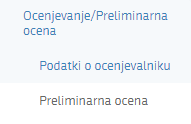 Ocenjevanje/Preliminarna
ocena
Podatki o ocenjevalniku
Preliminarna ocena